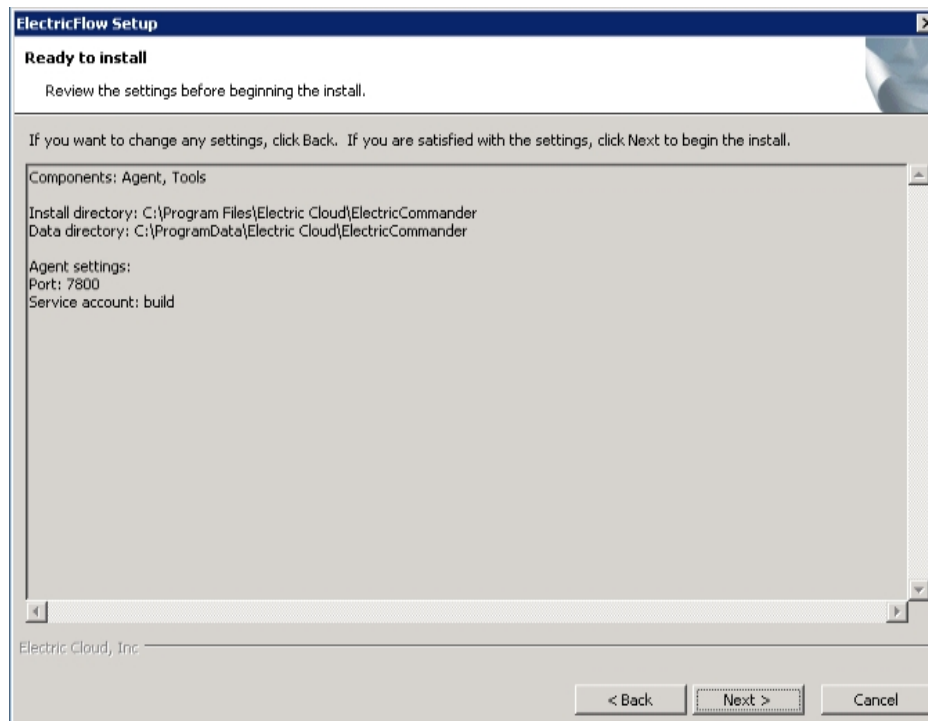 ElectricFlow Setup
Ready to install
Review the settings before beginning the install.
If you want to change any settings, click Back.  If you are satisfied with the settings, click Next to begin the install.
Components: Agent, Tools
Install directory: C:\Program Files\Electric Cloud\ElectricCommander
Data directory: C:\ProgramData\Electric Cloud\ElectricCommander
Agent settings:
Port: 7800
Service account: build
Electric Cloud, Inc
< Back Next > Cancel